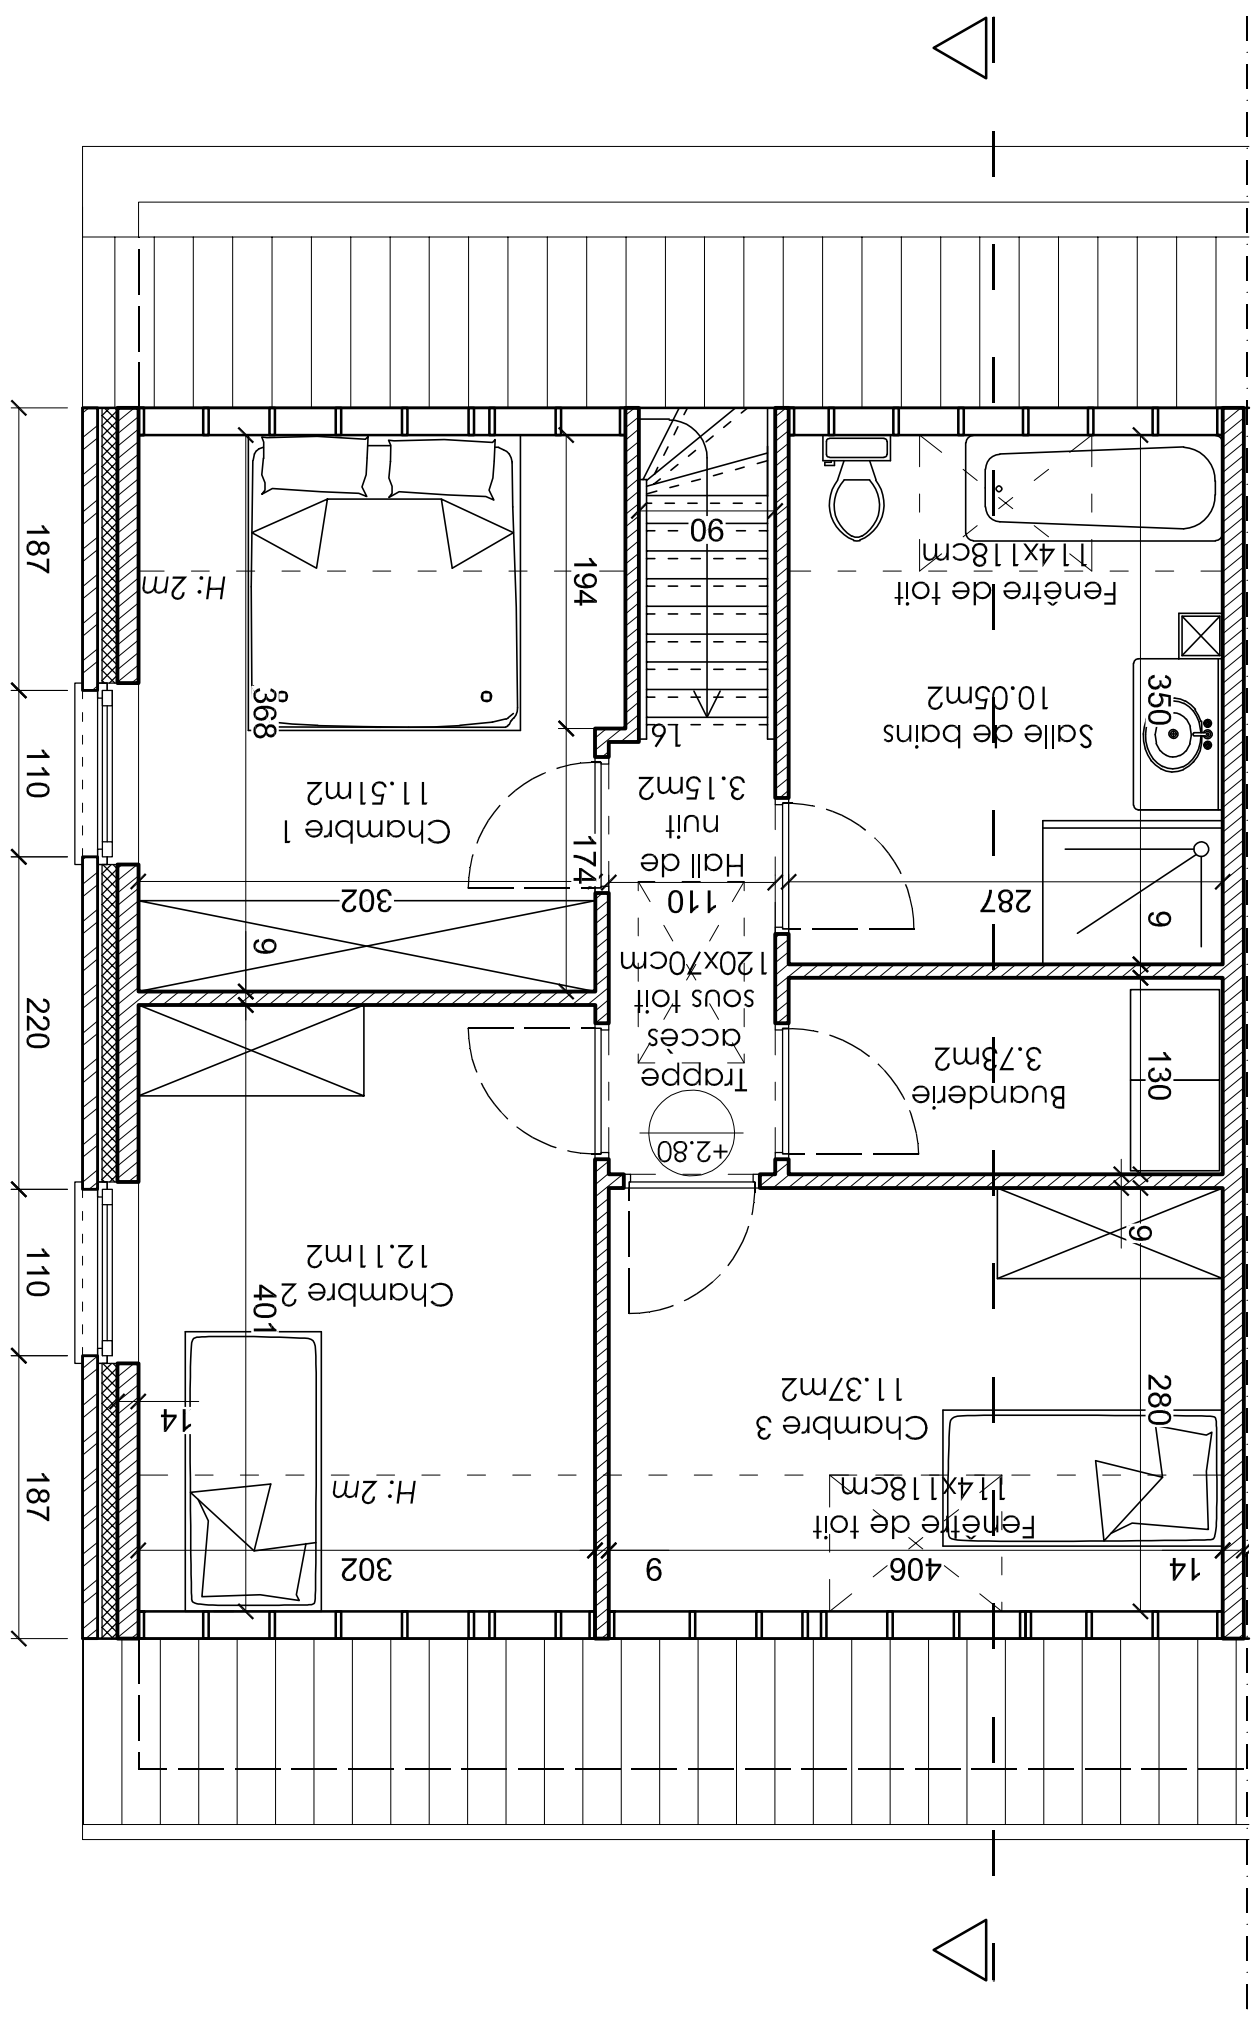 187
110
220
110
187
H: 2m
368
194
Chambre 1
11.51m2
174
302
9
90
16
Hall de
nuit
3.15m2
110
Trappe
accès
sous toit
120x70cm
+2.80
Fenêtre de toit
114x118cm
Salle de bains
10.05m2
350
287
9
Buanderie
3.73m2
130
9
Chambre 2
12.11m2
401
14
H: 2m
302
9
Chambre 3
11.37m2
280
Fenêtre de toit
114x118cm
406
14